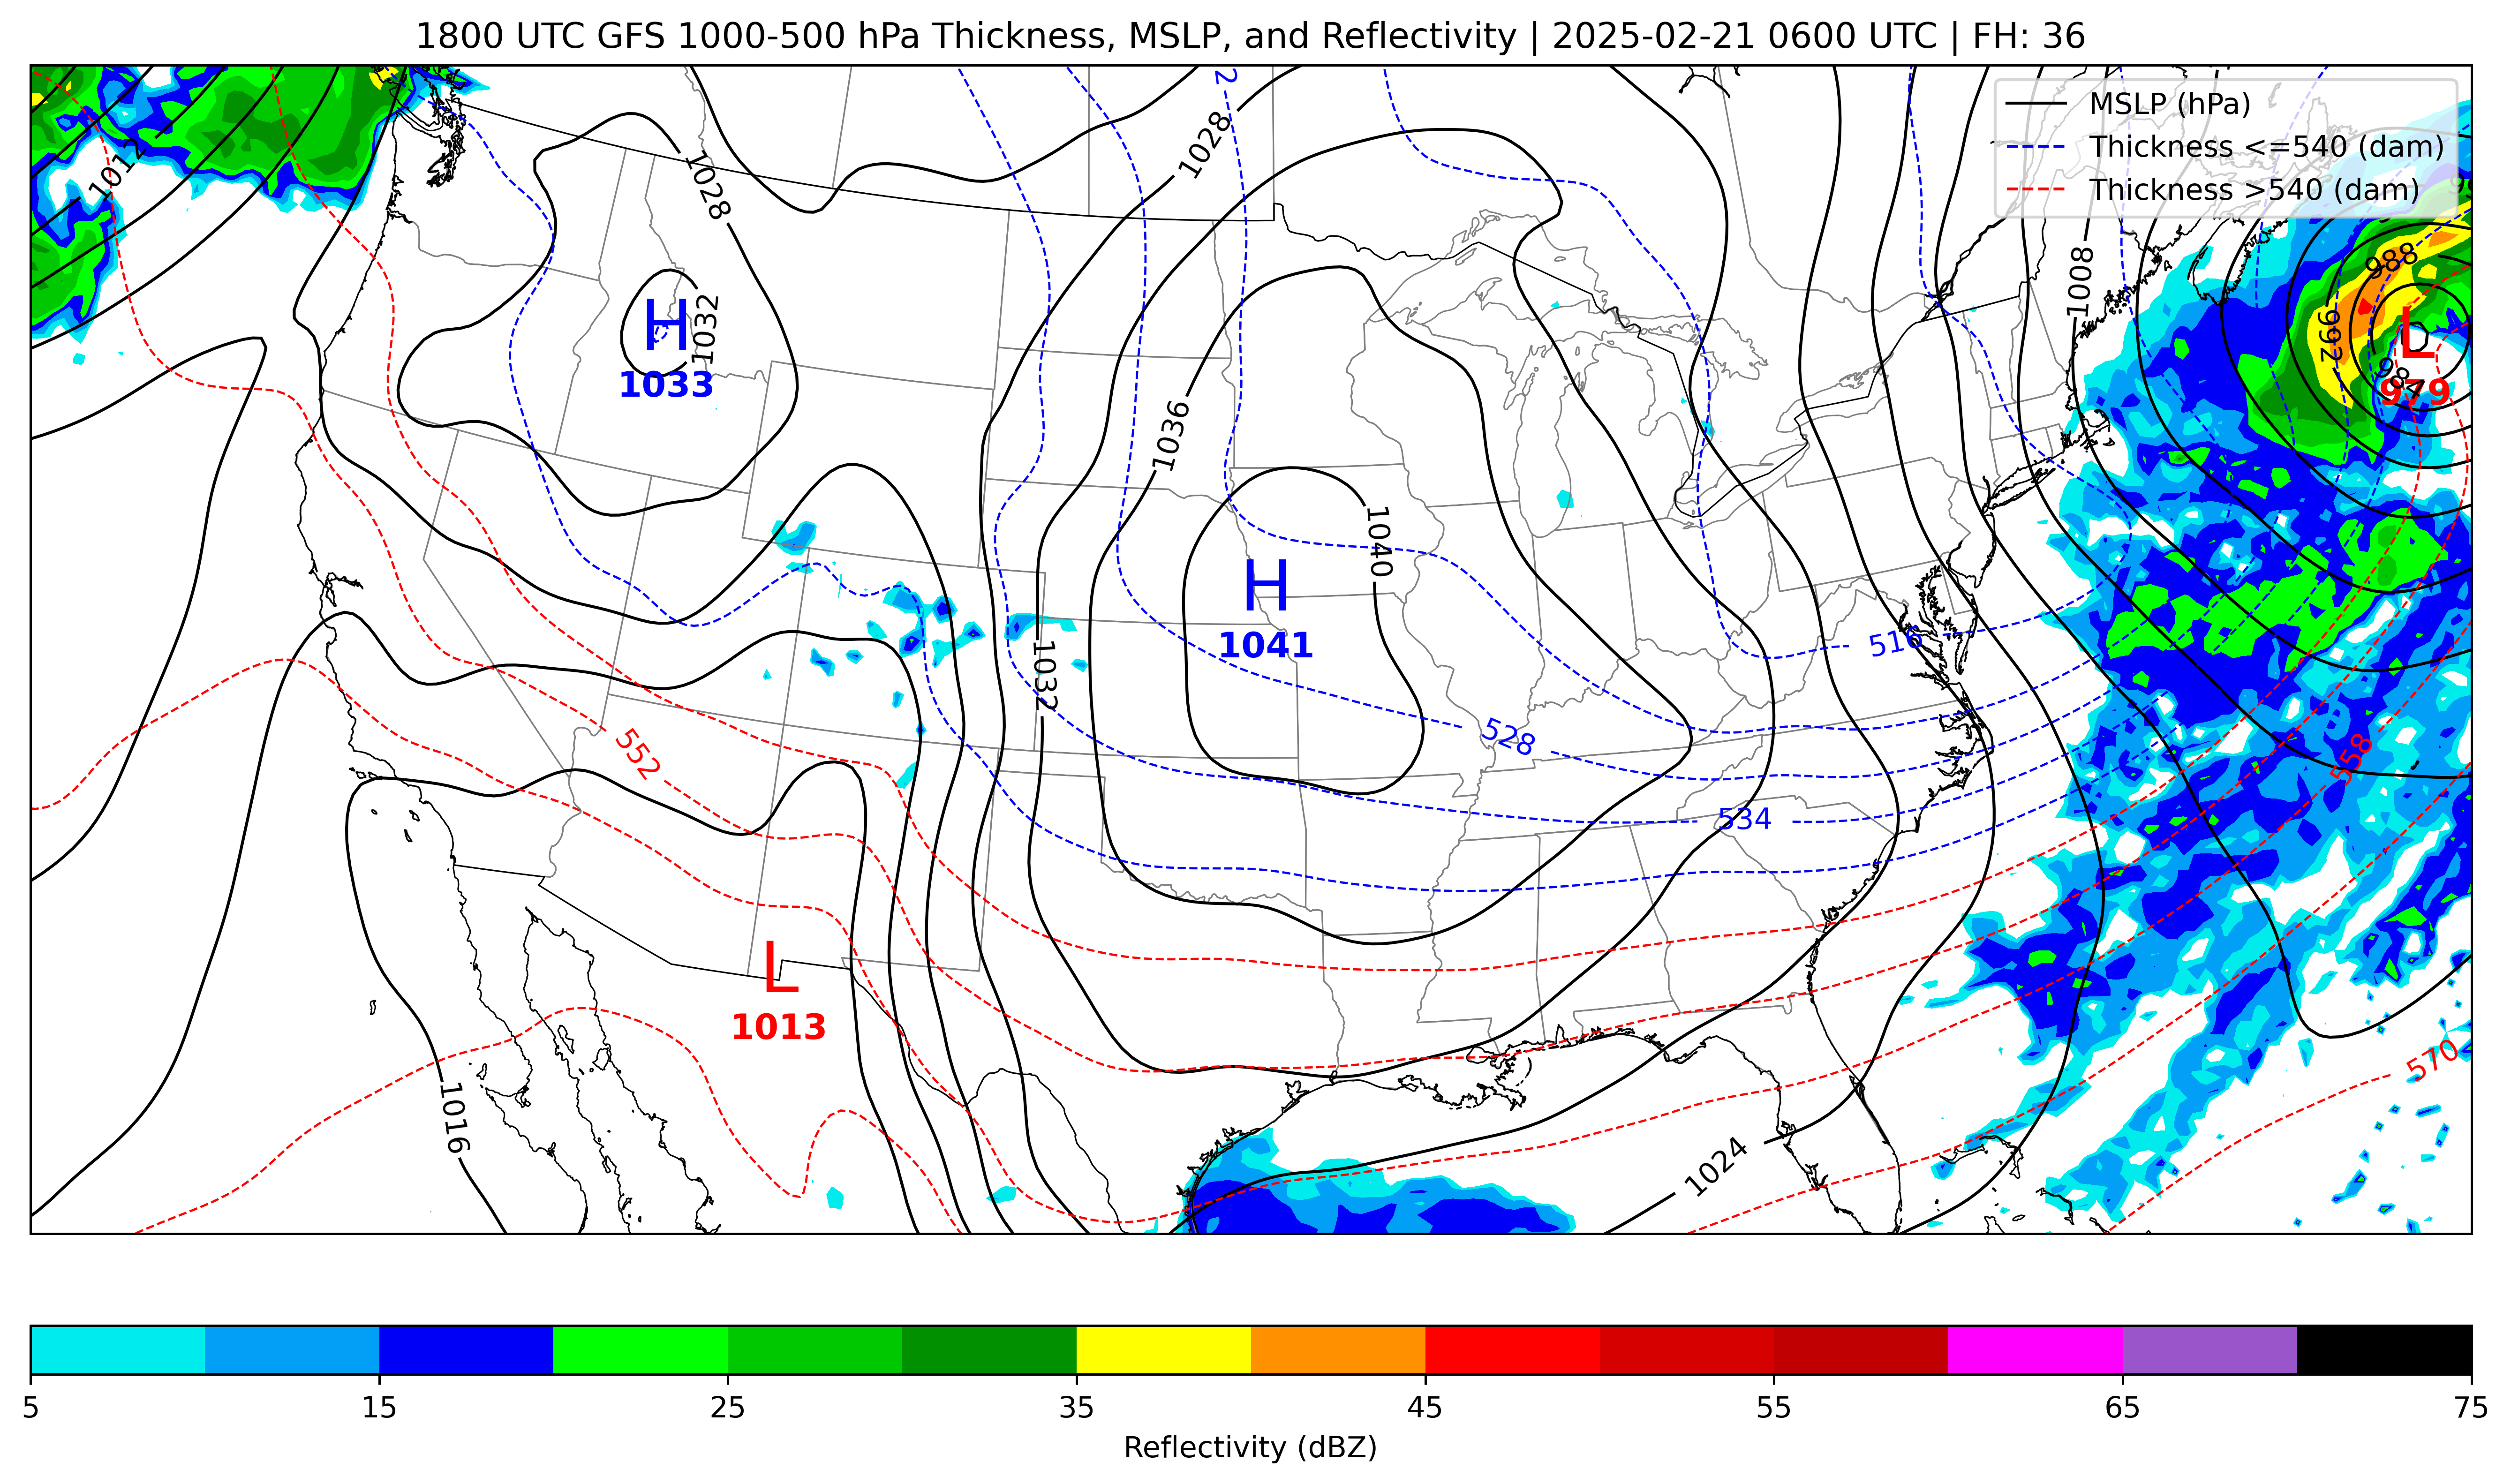 1800 UTC GFS 1000-500 hPa Thickness, MSLP, and Reflectivity | 2025-02-21 0600 UTC | FH: 36
MSLP (hPa)
Thickness <=540 (dam)
Thickness >540 (dam)
1012
1028
1028
1008
988
992
984
L
979
H
1033
1032
1036
1040
H
1041
1032
516
528
534
552
558
570
L
1013
1016
1024
5 15 25 35 45 55 65 75
Reflectivity (dBZ)